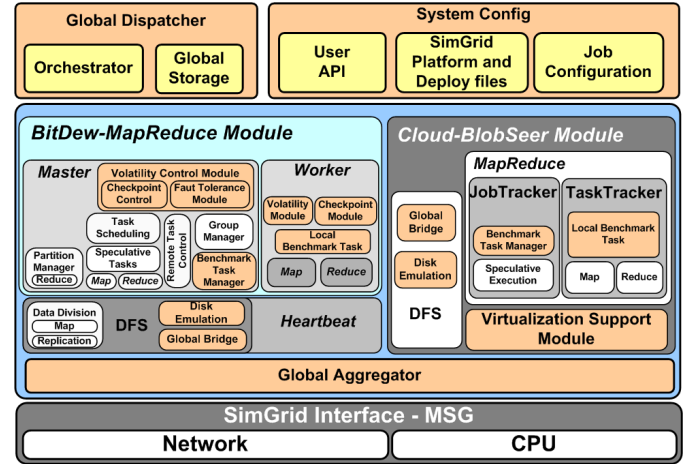 Global Dispatcher
Orchestrator
Global
Storage
System Config
User
API
SimGrid
Platform and
Deploy files
Job
Configuration
BitDew-MapReduce Module
Master
Volatility Control Module
Checkpoint
Control
Faut Tolerance
Module
Task
Scheduling
Speculative
Tasks
Map
Reduce
Remote Task
Control
Group
Manager
Benchmark
Task
Manager
Partition
Manager
Reduce
Worker
Volatility
Module
Checkpoint
Module
Local
Benchmark Task
Map
Reduce
Data Division
Map
Replication
DFS
Disk
Emulation
Global Bridge
Heartbeat
Cloud-BlobSeer Module
Global
Bridge
Disk
Emulation
DFS
MapReduce
JobTracker
Benchmark
Task Manager
Speculative
Execution
TaskTracker
Local Benchmark
Task
Map
Reduce
Virtualization Support
Module
Global Aggregator
SimGrid Interface - MSG
Network
CPU